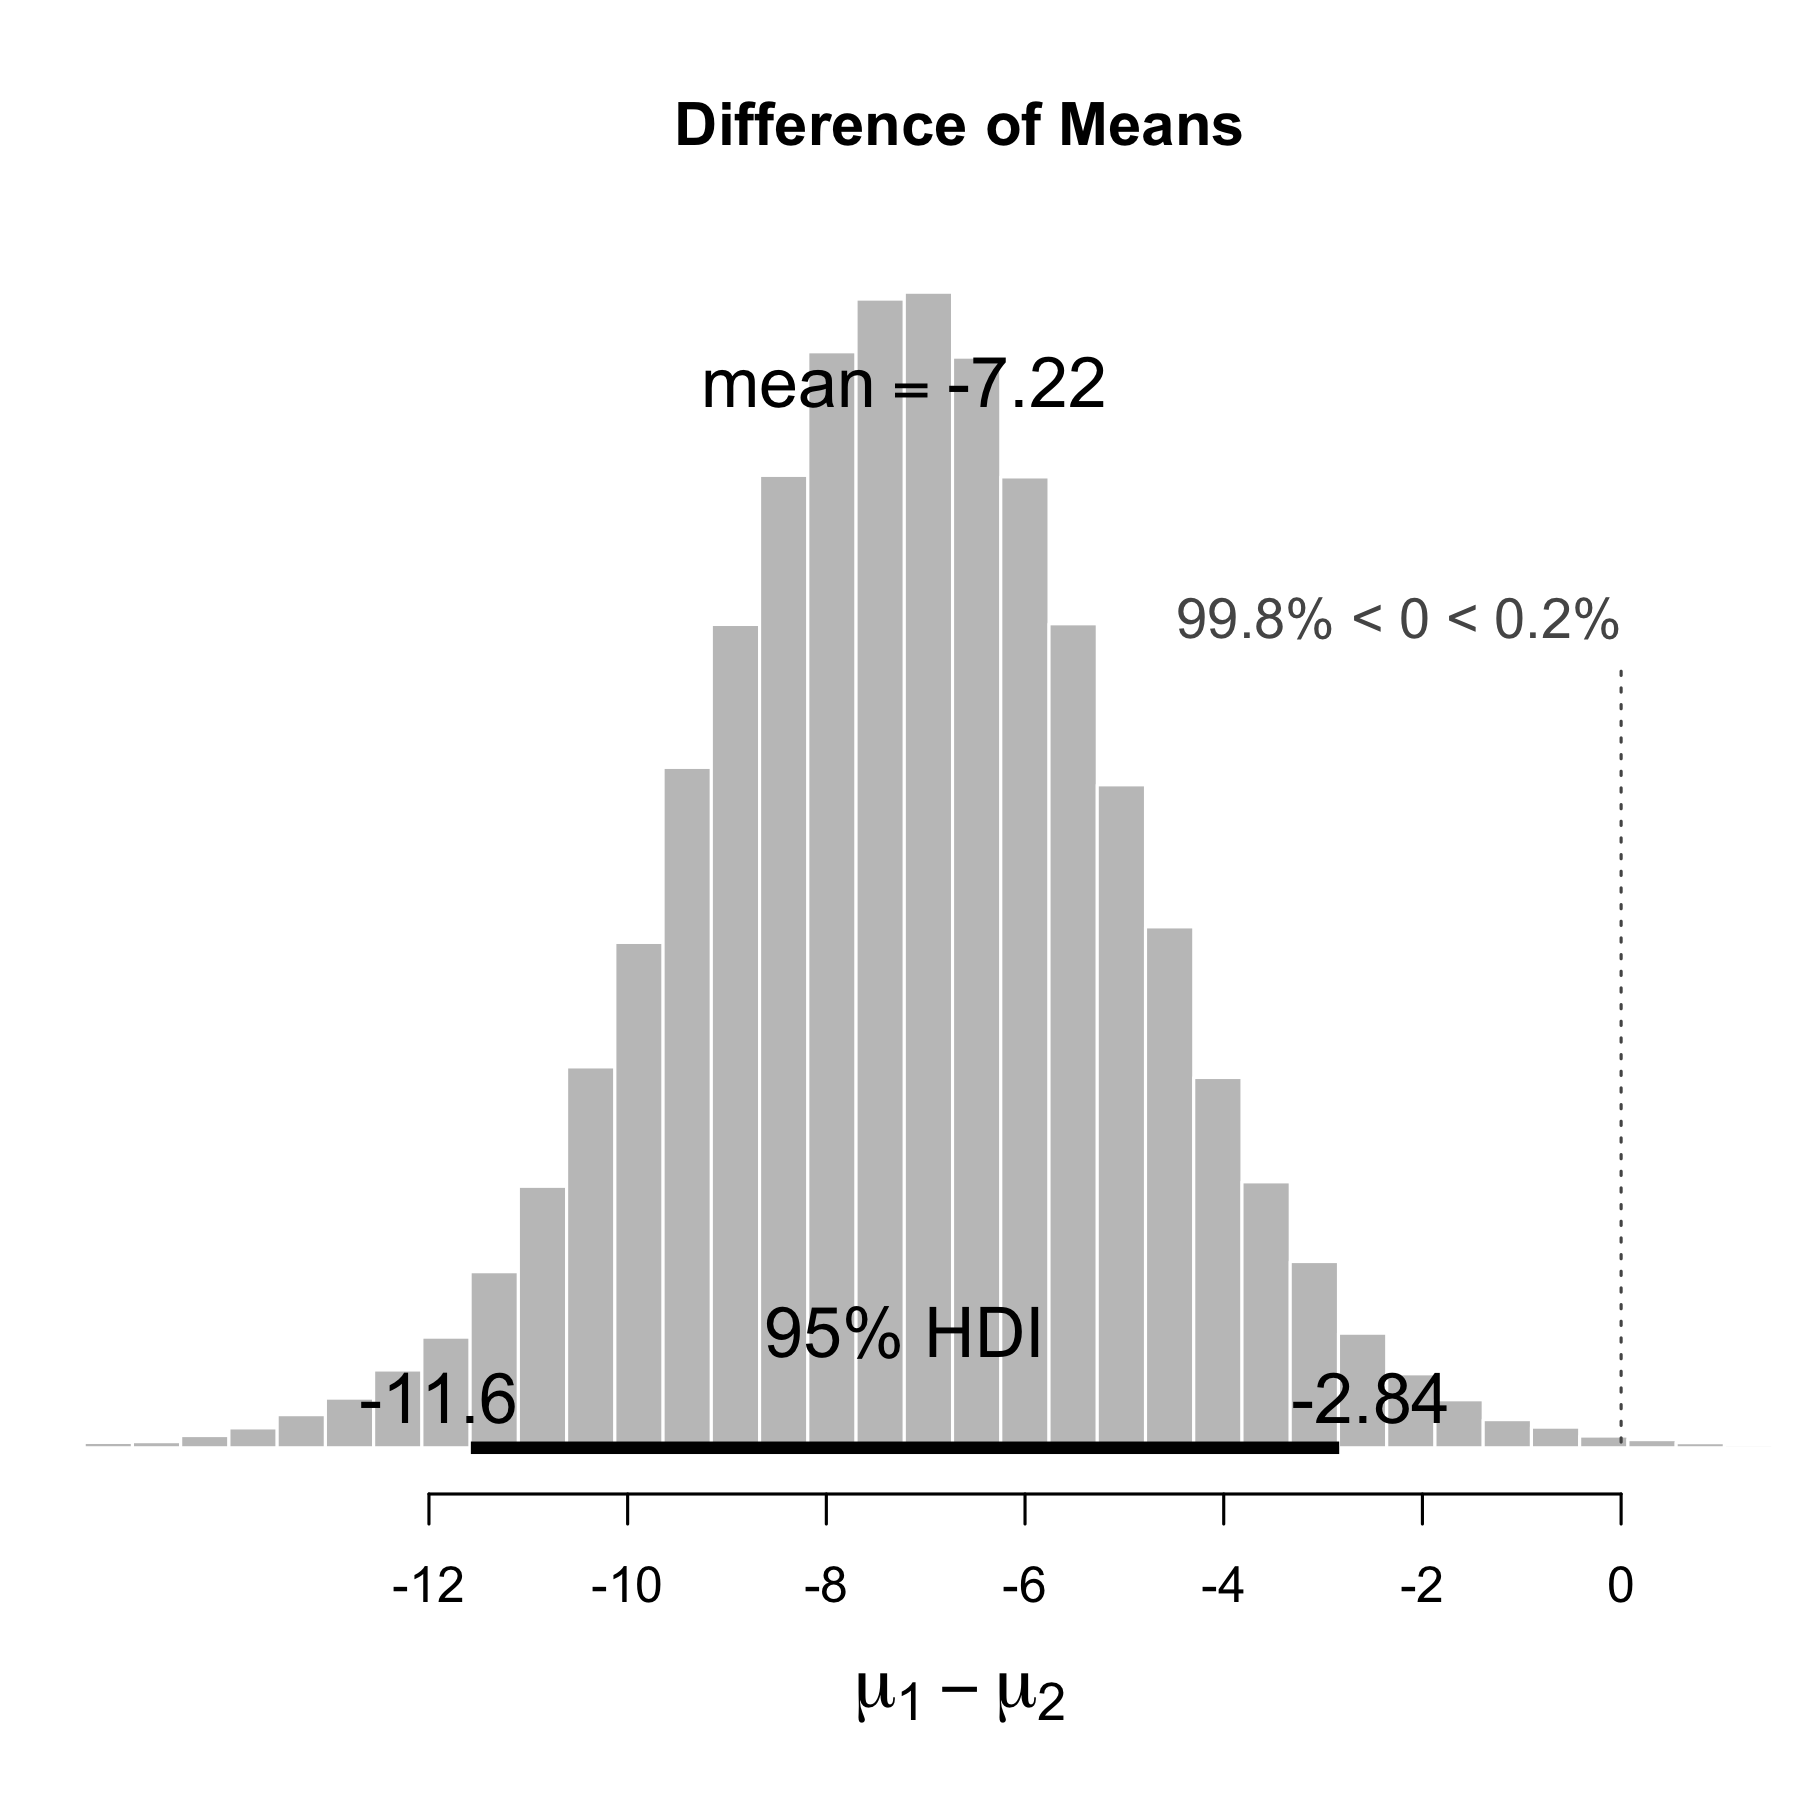 Difference of Means
mean = -7.22
99.8% < 0 < 0.2%
95% HDI
-11.6 -2.84
-12 -10 -8 -6 -4 -2 0
μ₁ − μ₂